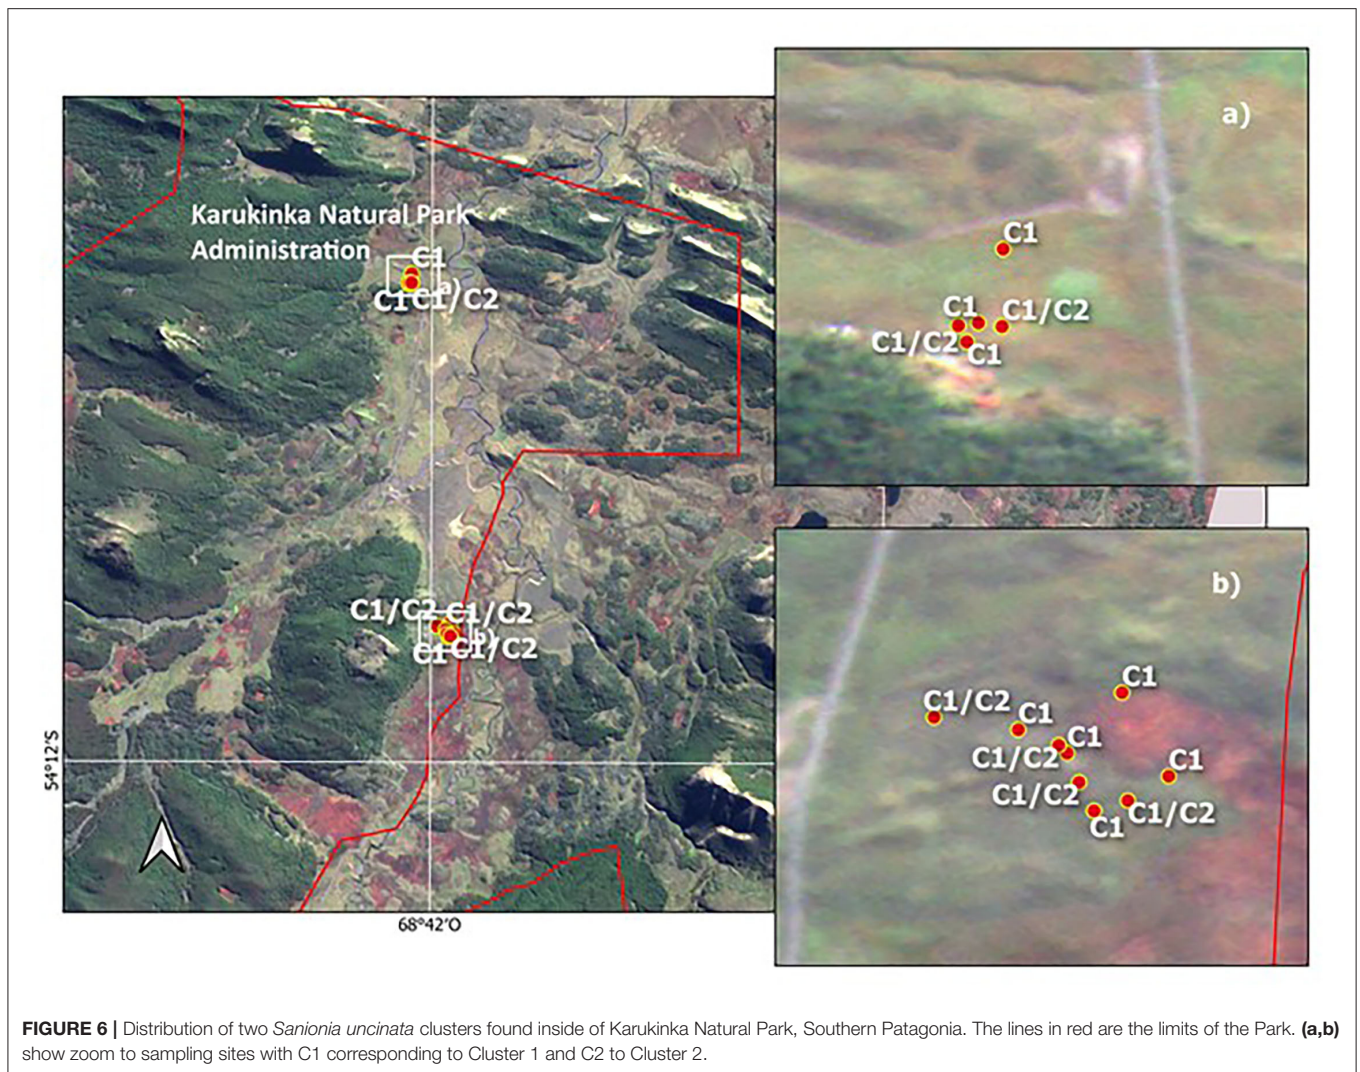 Karukinka Natural Park
Administration
C1
a)
C1 C1/C2
C1/C2 C1/C2
b)
C1 C1/C2
54°12'S
68°42'O
a)
C1
C1 C1/C2
C1/C2 C1
b)
C1
C1/C2 C1
C1
C1/C2
C1
C1/C2
C1 C1/C2
FIGURE 6 | Distribution of two Sanionia uncinata clusters found inside of Karukinka Natural Park, Southern Patagonia. The lines in red are the limits of the Park. (a,b)
show zoom to sampling sites with C1 corresponding to Cluster 1 and C2 to Cluster 2.